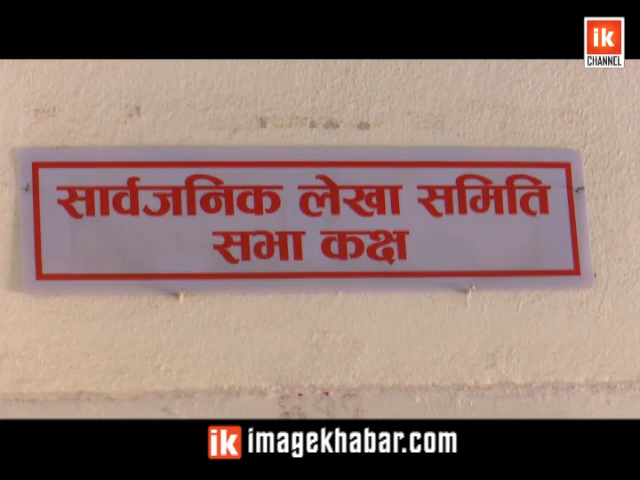 ik
CHANNEL
सार्वजनिक लेखा समिति
सभा कक्ष
ik imagekhabar.com